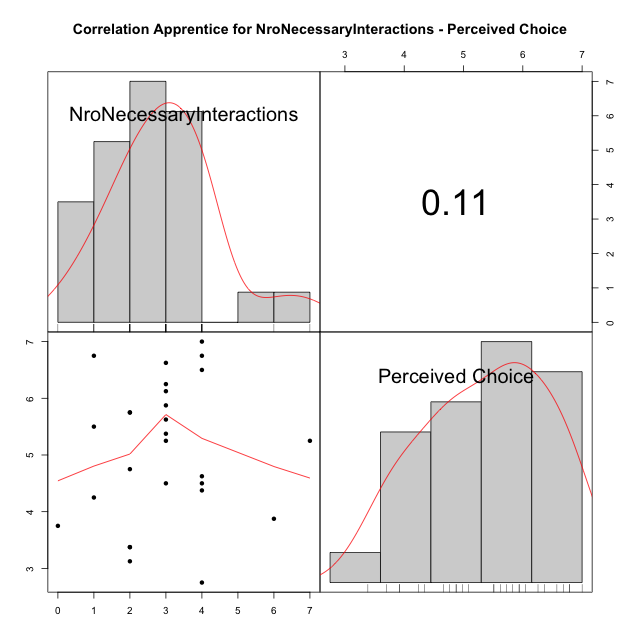 Correlation Apprentice for NroNecessaryInteractions - Perceived Choice
3 4 5 6 7
NroNecessaryInteractions
0.11
7
6
5
4
3
2
1
0
7
6
5
4
3
Perceived Choice
0 1 2 3 4 5 6 7